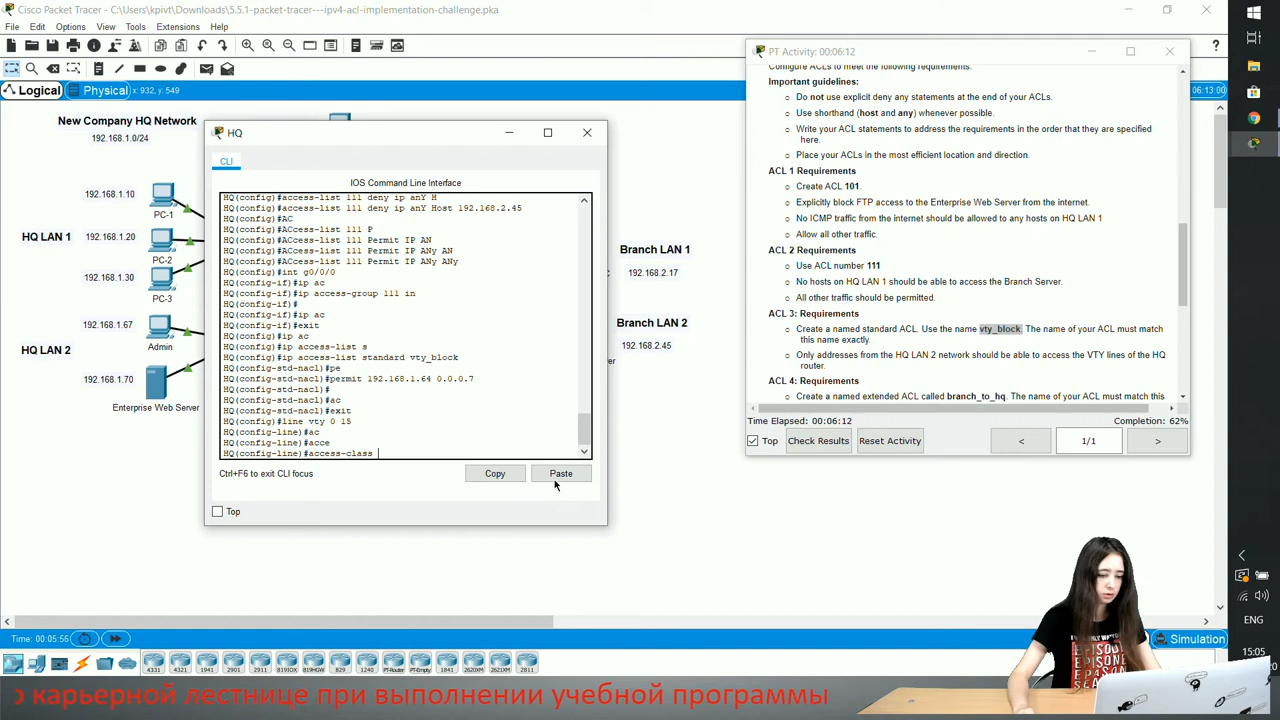 Cisco Packet Tracer - C:\Users\kpivt\Downloads\5.5.1-packet-tracer---ipv4-acl-implementation-challenge.pka
File Edit Options View Tools Extensions Help
Logical Physical x: 932, y: 549
06:13:00
New Company HQ Network
192.168.1.0/24
192.168.1.10
PC-1
HQ LAN 1
192.168.1.20
PC-2
192.168.1.30
PC-3
192.168.1.67
Admin
HQ LAN 2
192.168.1.70
Enterprise Web Server
HQ
CLI
IOS Command Line Interface
HQ(config)#access-list 111 deny ip anY H
HQ(config)#access-list 111 deny ip anY Host 192.168.2.45
HQ(config)#AC
HQ(config)#ACcess-list 111 P
HQ(config)#ACcess-list 111 Permit IP AN
HQ(config)#ACcess-list 111 Permit IP ANy AN
HQ(config)#ACcess-list 111 Permit IP ANy ANy
HQ(config)#int g0/0/0
HQ(config-if)#ip ac
HQ(config-if)#ip access-group 111 in
HQ(config-if)#
HQ(config-if)#ip ac
HQ(config-if)#exit
HQ(config)#ip ac
HQ(config)#ip access-list s
HQ(config)#ip access-list standard vty_block
HQ(config-std-nacl)#pe
HQ(config-std-nacl)#permit 192.168.1.64 0.0.0.7
HQ(config-std-nacl)#
HQ(config-std-nacl)#ac
HQ(config-std-nacl)#exit
HQ(config)#line vty 0 15
HQ(config-line)#ac
HQ(config-line)#acce
HQ(config-line)#access-class
Ctrl+F6 to exit CLI focus
Copy
Paste
Top
Branch LAN 1
192.168.2.17
Branch LAN 2
192.168.2.45
PT Activity: 00:06:12
Configure ACLs to meet the following requirements.
Important guidelines:
Do not use explicit deny any statements at the end of your ACLs.
Use shorthand (host and any) whenever possible.
Write your ACL statements to address the requirements in the order that they are specified
here.
Place your ACLs in the most efficient location and direction.
ACL 1 Requirements
Create ACL 101.
Explicitly block FTP access to the Enterprise Web Server from the internet.
No ICMP traffic from the internet should be allowed to any hosts on HQ LAN 1
Allow all other traffic.
ACL 2 Requirements
Use ACL number 111
No hosts on HQ LAN 1 should be able to access the Branch Server.
All other traffic should be permitted.
ACL 3: Requirements
Create a named standard ACL. Use the name vty_block. The name of your ACL must match
this name exactly.
Only addresses from the HQ LAN 2 network should be able to access the VTY lines of the HQ
router.
ACL 4: Requirements
Create a named extended ACL called branch_to_hq. The name of your ACL must match this
Time Elapsed: 00:06:12
Completion: 62%
Top
Check Results
Reset Activity
<
1/1
>
Time: 00:05:56
Simulation
4331 4321 1941 2901 2911 819IOX 819HGW 829 1240 PT-Router PT-Empty 1841 2620XM 2621XM 2811
ENG
15:05
о карьерной лестнице при выполнении учебной программы